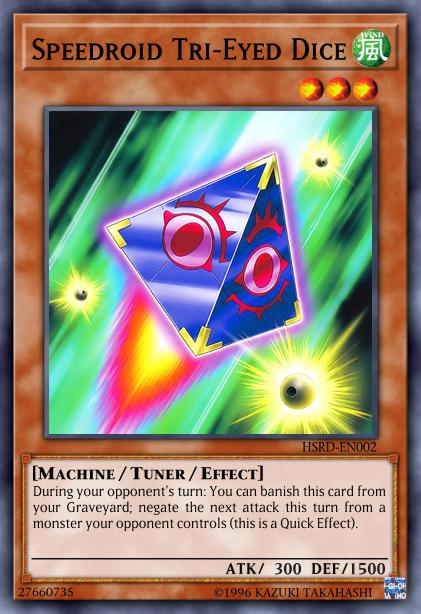 SPEEDROID TRI-EYED DICE
WIND
風
HSRD-EN002
[MACHINE / TUNER / EFFECT]
During your opponent's turn: You can banish this card from
your Graveyard; negate the next attack this turn from a
monster your opponent controls (this is a Quick Effect).
ATK/ 300 DEF/1500
27660735
©1996 KAZUKI TAKAHASHI